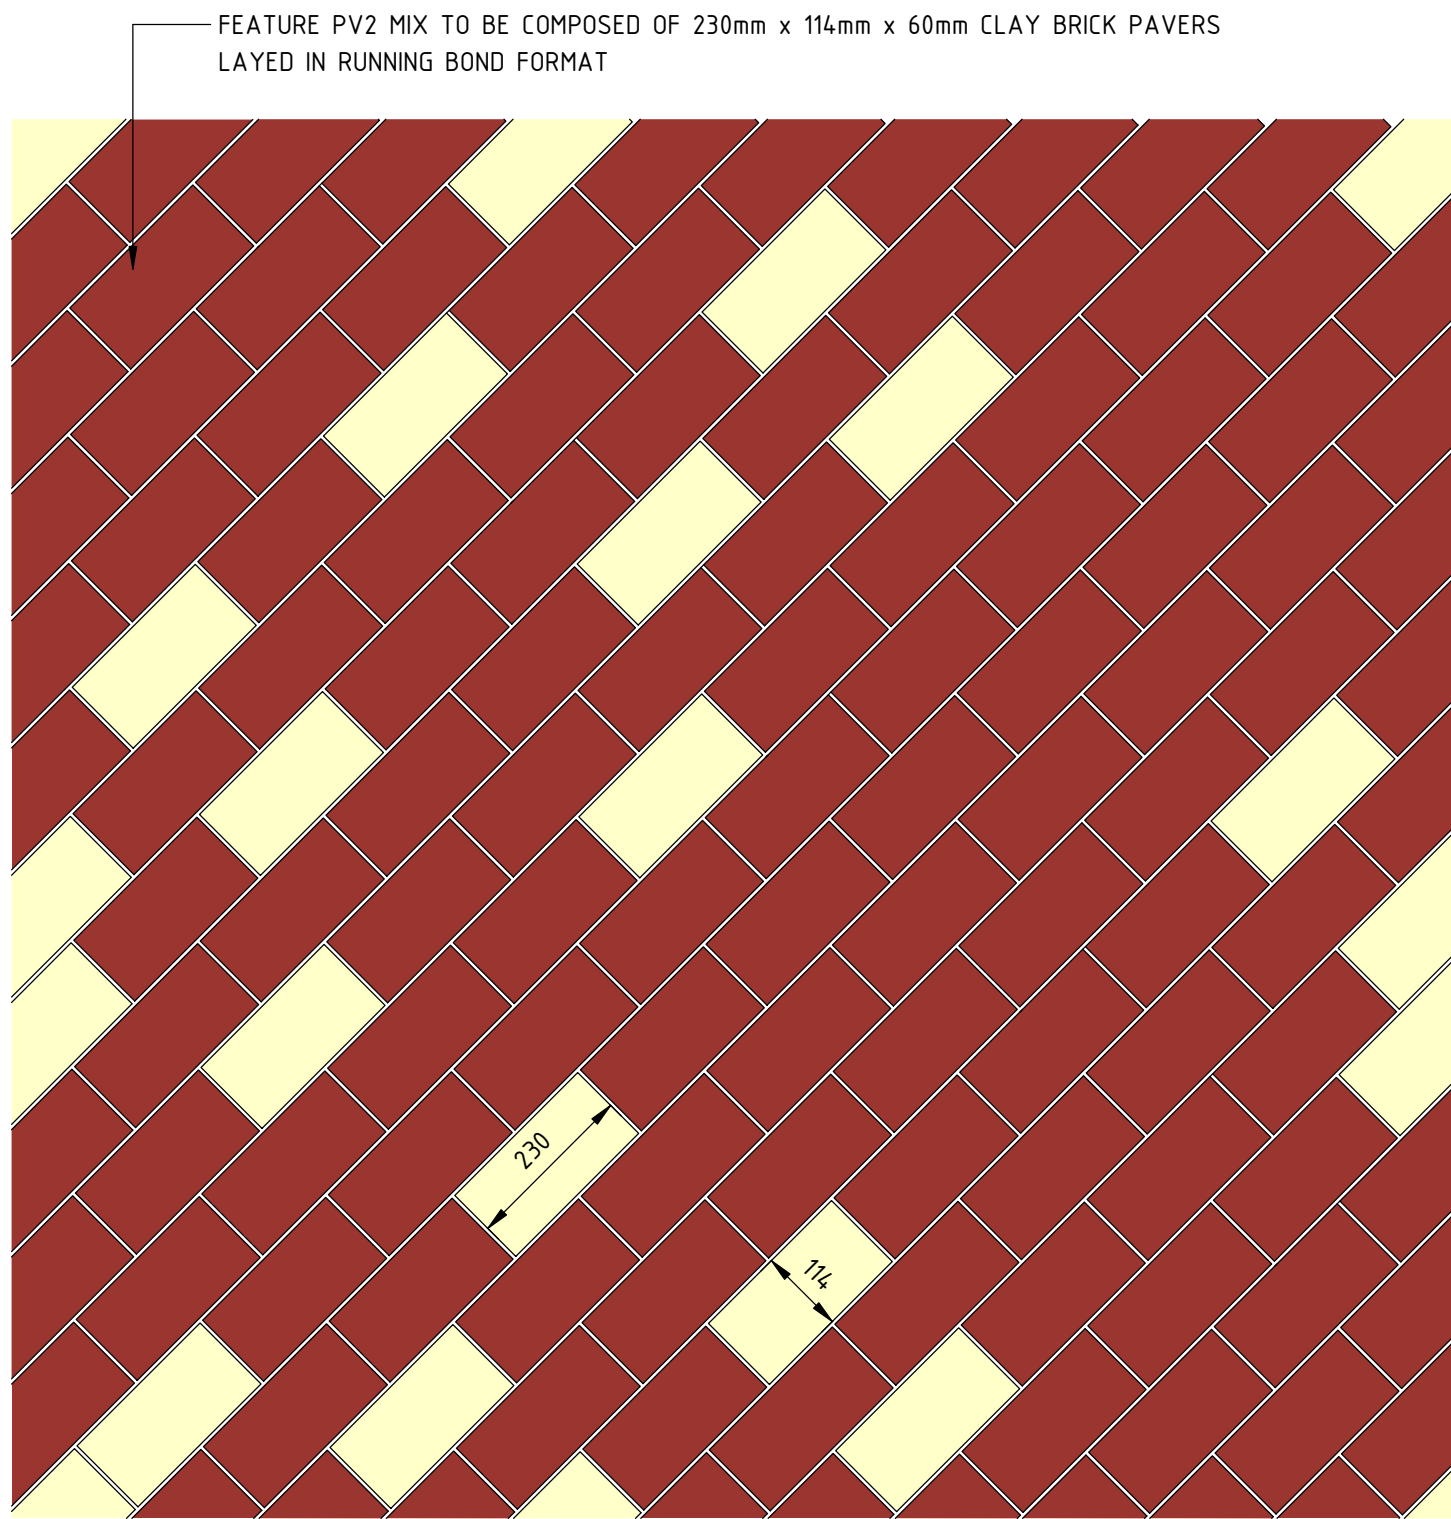 FEATURE PV2 MIX TO BE COMPOSED OF 230mm x 114mm x 60mm CLAY BRICK PAVERS
LAYED IN RUNNING BOND FORMAT
230
114